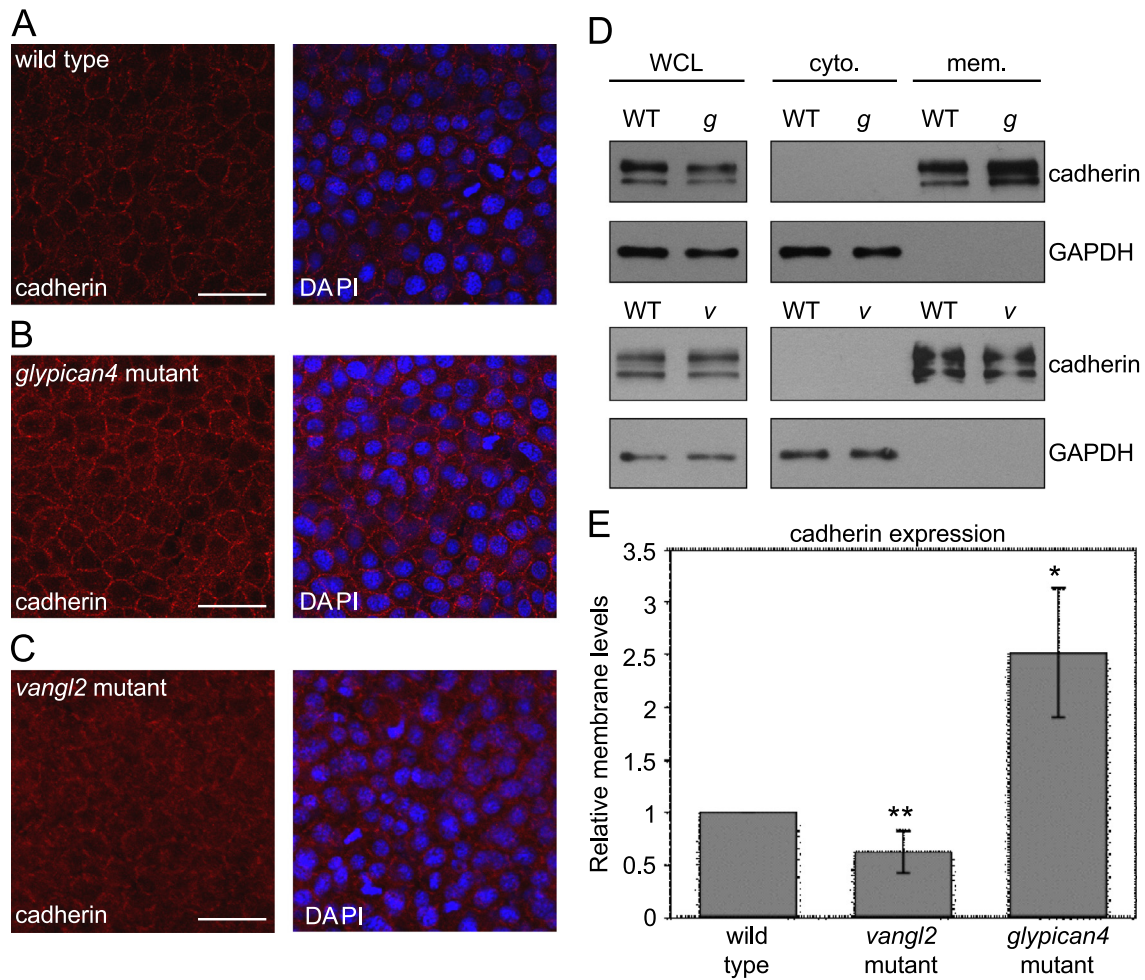 A
wild type
cadherin
DAPI
B
glypican4 mutant
cadherin
DAPI
C
vangl2 mutant
cadherin
DAPI
D
WCL cyto. mem.
WT g WT g WT g
cadherin
GAPDH
WT v WT v WT v
cadherin
GAPDH
E
cadherin expression
Relative membrane levels
3.5
3
2.5
2
1
0.5
0
*
**
wild type
vangl2 mutant
glypican4 mutant